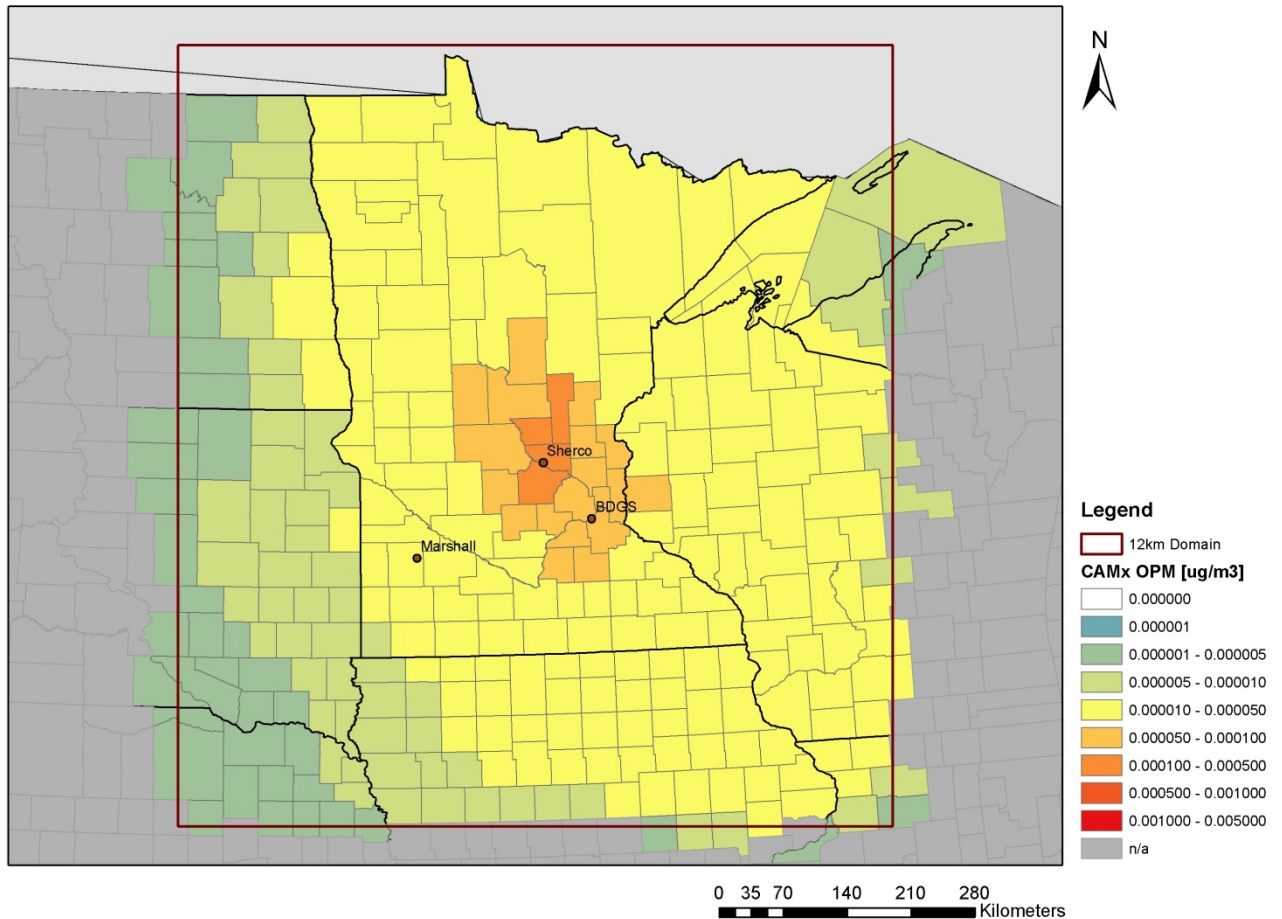 N
Sherco
BDGS
Marshall
Legend
12km Domain
CAMx OPM [ug/m3]
0.000000
0.000001
0.000001 - 0.000005
0.000005 - 0.000010
0.000010 - 0.000050
0.000050 - 0.000100
0.000100 - 0.000500
0.000500 - 0.001000
0.001000 - 0.005000
n/a
0 35 70 140 210 280
Kilometers